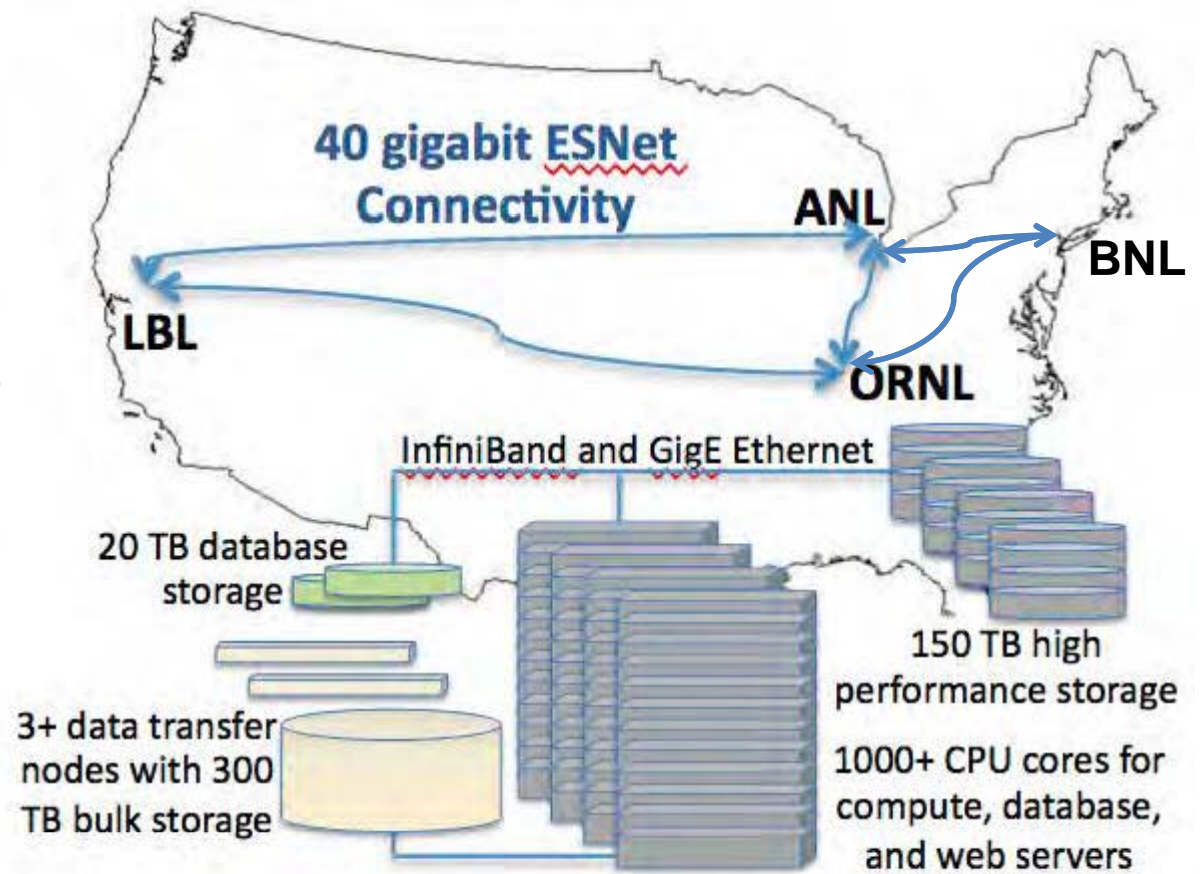 40 gigabit ESNet
Connectivity
ANL
BNL
LBL
ORNL
InfiniBand and GigE Ethernet
20 TB database
storage
150 TB high
performance storage
3+ data transfer
nodes with 300
TB bulk storage
1000+ CPU cores for
compute, database,
and web servers